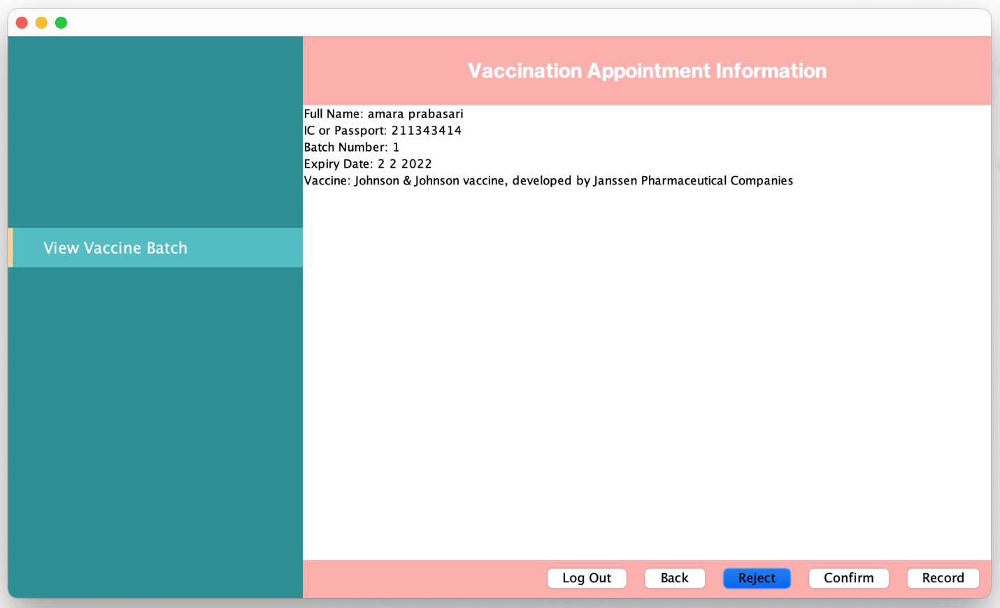 Vaccination Appointment Information
Full Name: amara prabasari
IC or Passport: 211343414
Batch Number: 1
Expiry Date: 2 2 2022
Vaccine: Johnson & Johnson vaccine, developed by Janssen Pharmaceutical Companies
View Vaccine Batch
Log Out
Back
Reject
Confirm
Record